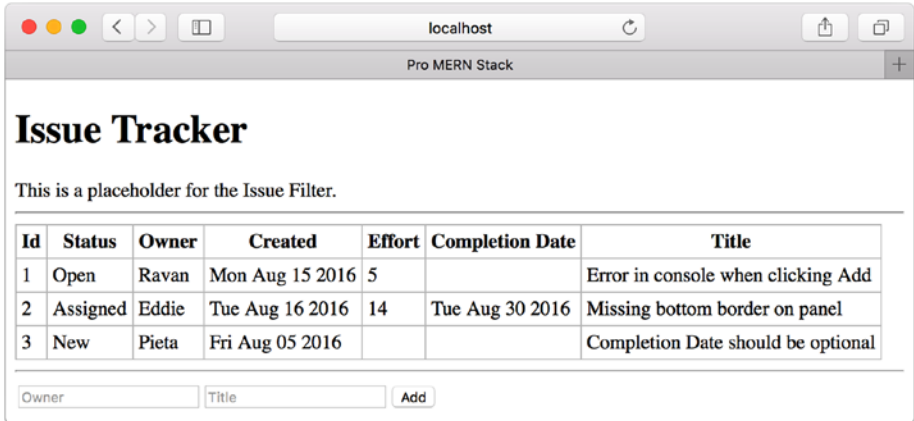 localhost
Pro MERN Stack +
Issue Tracker
This is a placeholder for the Issue Filter.
Id Status Owner Created Effort Completion Date Title
1 Open Ravan Mon Aug 15 2016 5 Error in console when clicking Add
2 Assigned Eddie Tue Aug 16 2016 14 Tue Aug 30 2016 Missing bottom border on panel
3 New Pieta Fri Aug 05 2016 Completion Date should be optional
Owner Title Add